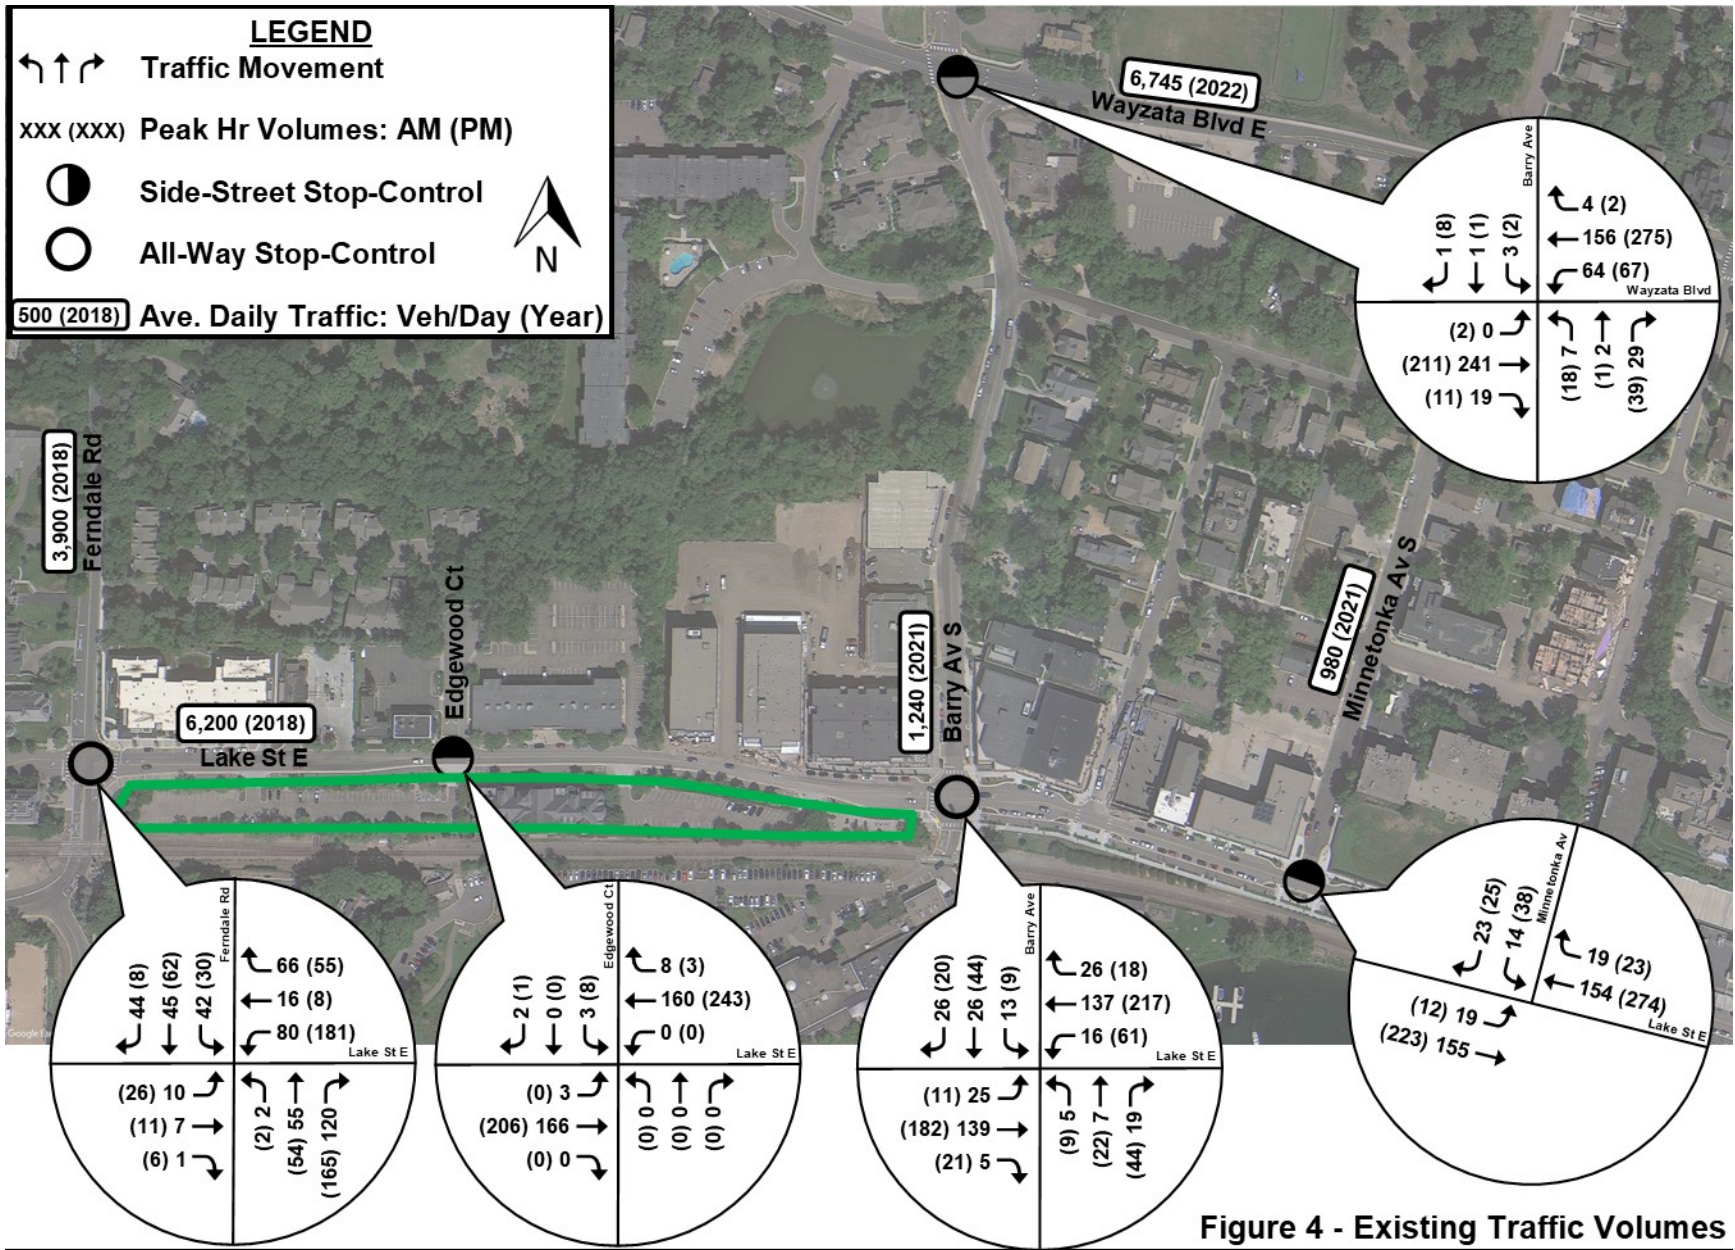 LEGEND
Traffic Movement
XXX (XXX) Peak Hr Volumes: AM (PM)
Side-Street Stop-Control
All-Way Stop-Control
500 (2018) Ave. Daily Traffic: Veh/Day (Year)
N
6,745 (2022)
Wayzata Blvd E
Barry Ave
1 (8)
1 (1)
3 (2)
4 (2)
156 (275)
64 (67)
Wayzata Blvd
(2) 0
(211) 241
(11) 19
(18) 7
(1) 2
(39) 29
3,900 (2018)
Ferndale Rd
6,200 (2018)
Lake St E
Edgewood Ct
1,240 (2021)
Barry Av S
980 (2021)
Minnetonka Av S
Ferndale Rd
44 (8)
45 (62)
42 (30)
66 (55)
16 (8)
80 (181)
Lake St E
(26) 10
(11) 7
(6) 1
(2) 2
(54) 55
(165) 120
Edgewood Ct
2 (1)
0 (0)
3 (8)
8 (3)
160 (243)
0 (0)
Lake St E
(0) 3
(206) 166
(0) 0
(0) 0
(0) 0
(0) 0
Barry Ave
26 (20)
26 (44)
13 (9)
26 (18)
137 (217)
16 (61)
Lake St E
(11) 25
(182) 139
(21) 5
(9) 5
(22) 7
(44) 19
Minnetonka Av
23 (25)
14 (38)
19 (23)
154 (274)
Lake St E
(12) 19
(223) 155
Figure 4 - Existing Traffic Volumes